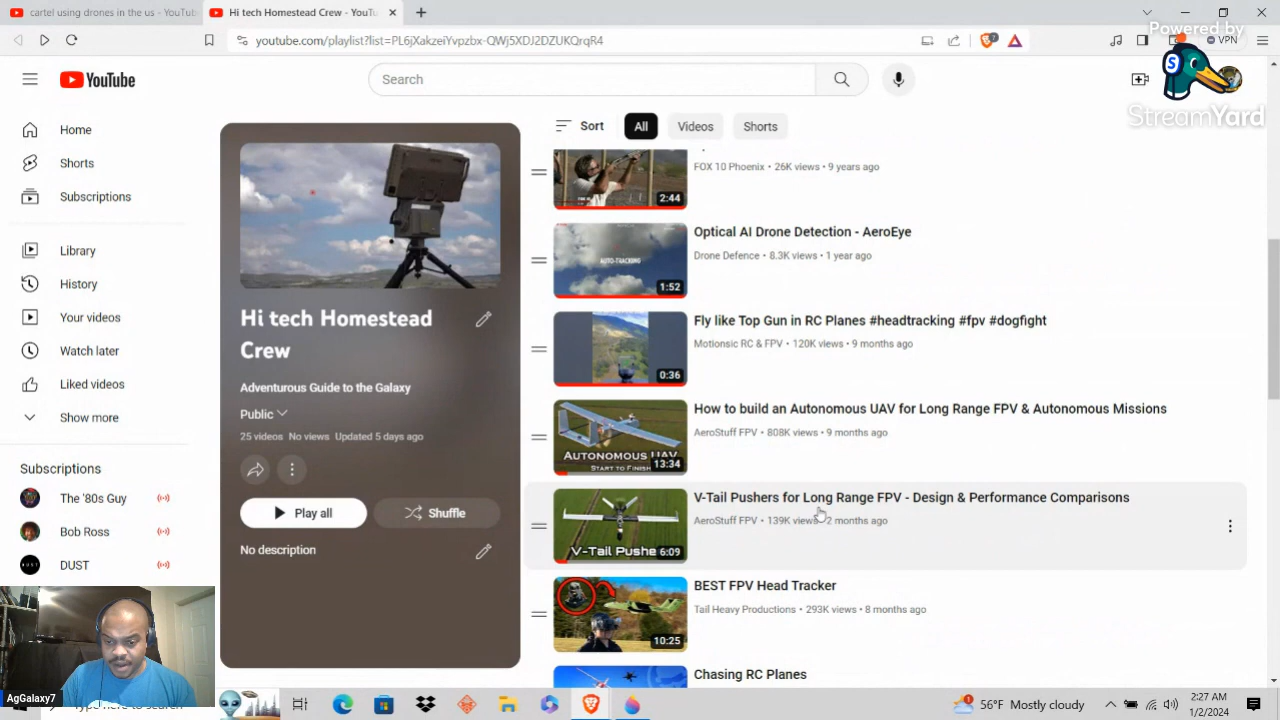 cartel using drones in the us - YouTub
Hi tech Homestead Crew - YouTu
Powered by
StreamYard
youtube.com/playlist?list=PL6jXakzeiYvpzbx-QWj5XDJ2DZUKQrqR4
VPN
YouTube
Search
Home
Shorts
Subscriptions
Library
History
Your videos
Watch later
Liked videos
Show more
Subscriptions
The '80s Guy
Bob Ross
DUST
Hi tech Homestead
Crew
Adventurous Guide to the Galaxy
Public
25 videos No views Updated 5 days ago
Play all
Shuffle
No description
Sort
All
Videos
Shorts
FOX 10 Phoenix • 26K views • 9 years ago
2:44
Optical AI Drone Detection - AeroEye
Drone Defence • 8.3K views • 1 year ago
AUTO-TRACKING
1:52
Fly like Top Gun in RC Planes #headtracking #fpv #dogfight
Motionsic RC & FPV • 120K views • 9 months ago
0:36
How to build an Autonomous UAV for Long Range FPV & Autonomous Missions
AeroStuff FPV • 808K views • 9 months ago
AUTONOMOUS UAV
START TO FINISH
13:34
V-Tail Pushers for Long Range FPV - Design & Performance Comparisons
AeroStuff FPV • 139K views • 2 months ago
V-Tail Pushe
6:09
BEST FPV Head Tracker
Tail Heavy Productions • 293K views • 8 months ago
10:25
Chasing RC Planes
AgGalaxy7
Type here to search
56°F Mostly cloudy
2:27 AM
1/2/2024